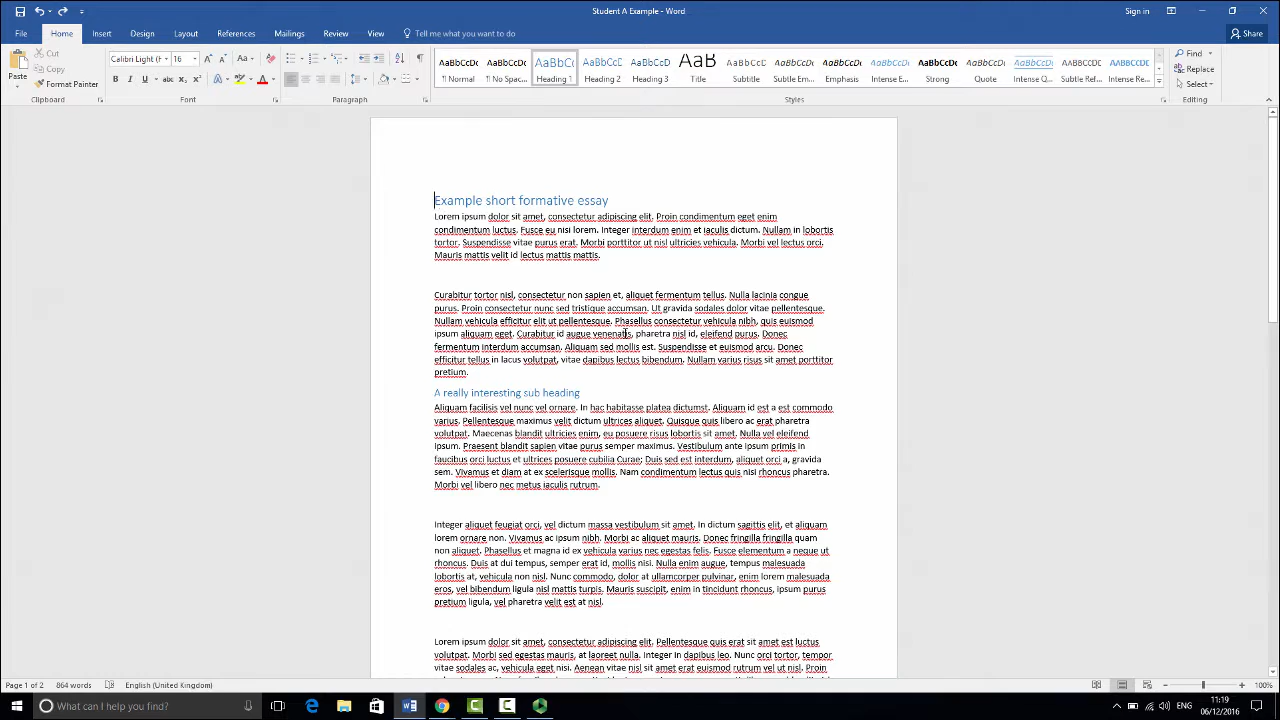 Student A Example - Word
Sign in
File Home Insert Design Layout References Mailings Review View Tell me what you want to do
Share
Cut
Copy
Format Painter
Paste
Clipboard
Calibri Light (H 16
Font
Paragraph
¶ Normal
¶ No Spac...
Heading 1
Heading 2
Heading 3
Title
Subtitle
Subtle Em...
Emphasis
Intense E...
Strong
Quote
Intense Q...
Subtle Ref...
Intense Re...
Styles
Find
Replace
Select
Editing
Example short formative essay
Lorem ipsum dolor sit amet, consectetur adipiscing elit. Proin condimentum eget enim
condimentum luctus. Fusce eu nisi lorem. Integer interdum enim et iaculis dictum. Nullam in lobortis
tortor. Suspendisse vitae purus erat. Morbi porttitor ut nisl ultricies vehicula. Morbi vel lectus orci.
Mauris mattis velit id lectus mattis mattis.
Curabitur tortor nisl, consectetur non sapien et, aliquet fermentum tellus. Nulla lacinia congue
purus. Proin consectetur nunc sed tristique accumsan. Ut gravida sodales dolor vitae pellentesque.
Nullam vehicula efficitur elit ut pellentesque. Phasellus consectetur vehicula nibh, quis euismod
ipsum aliquam eget. Curabitur id augue venenatis, pharetra nisl id, eleifend purus. Donec
fermentum interdum accumsan. Aliquam sed mollis est. Suspendisse et euismod arcu. Donec
efficitur tellus in lacus volutpat, vitae dapibus lectus bibendum. Nullam varius risus sit amet porttitor
pretium.
A really interesting sub heading
Aliquam facilisis vel nunc vel ornare. In hac habitasse platea dictumst. Aliquam id est a est commodo
varius. Pellentesque maximus velit dictum ultrices aliquet. Quisque quis libero ac erat pharetra
volutpat. Maecenas blandit ultricies enim, eu posuere risus lobortis sit amet. Nulla vel eleifend
ipsum. Praesent blandit sapien vitae purus semper maximus. Vestibulum ante ipsum primis in
faucibus orci luctus et ultrices posuere cubilia Curae; Duis sed est interdum, aliquet orci a, gravida
sem. Vivamus et diam at ex scelerisque mollis. Nam condimentum lectus quis nisi rhoncus pharetra.
Morbi vel libero nec metus iaculis rutrum.
Integer aliquet feugiat orci, vel dictum massa vestibulum sit amet. In dictum sagittis elit, et aliquam
lorem ornare non. Vivamus ac ipsum nibh. Morbi ac aliquet mauris. Donec fringilla fringilla quam
non aliquet. Phasellus et magna id ex vehicula varius nec egestas felis. Fusce elementum a neque ut
rhoncus. Duis at dui tempus, semper erat id, mollis nisi. Nulla enim augue, tempus malesuada
lobortis at, vehicula non nisl. Nunc commodo, dolor at ullamcorper pulvinar, enim lorem malesuada
eros, vel bibendum ligula nisl mattis turpis. Mauris suscipit, enim in tincidunt rhoncus, ipsum purus
pretium ligula, vel pharetra velit est at nisl.
Lorem ipsum dolor sit amet, consectetur adipiscing elit. Pellentesque quis erat sit amet est luctus
volutpat. Morbi sed egestas mauris, at laoreet nulla. Integer in dapibus leo. Nunc orci tortor, tempor
vitae sodales ac, vehicula eget nisi. Aenean vitae nisl sit amet erat euismod rutrum vel ut nisl. Proin
Page 1 of 2 864 words English (United Kingdom)
100%
What can I help you find?
ENG
11:19
06/12/2016